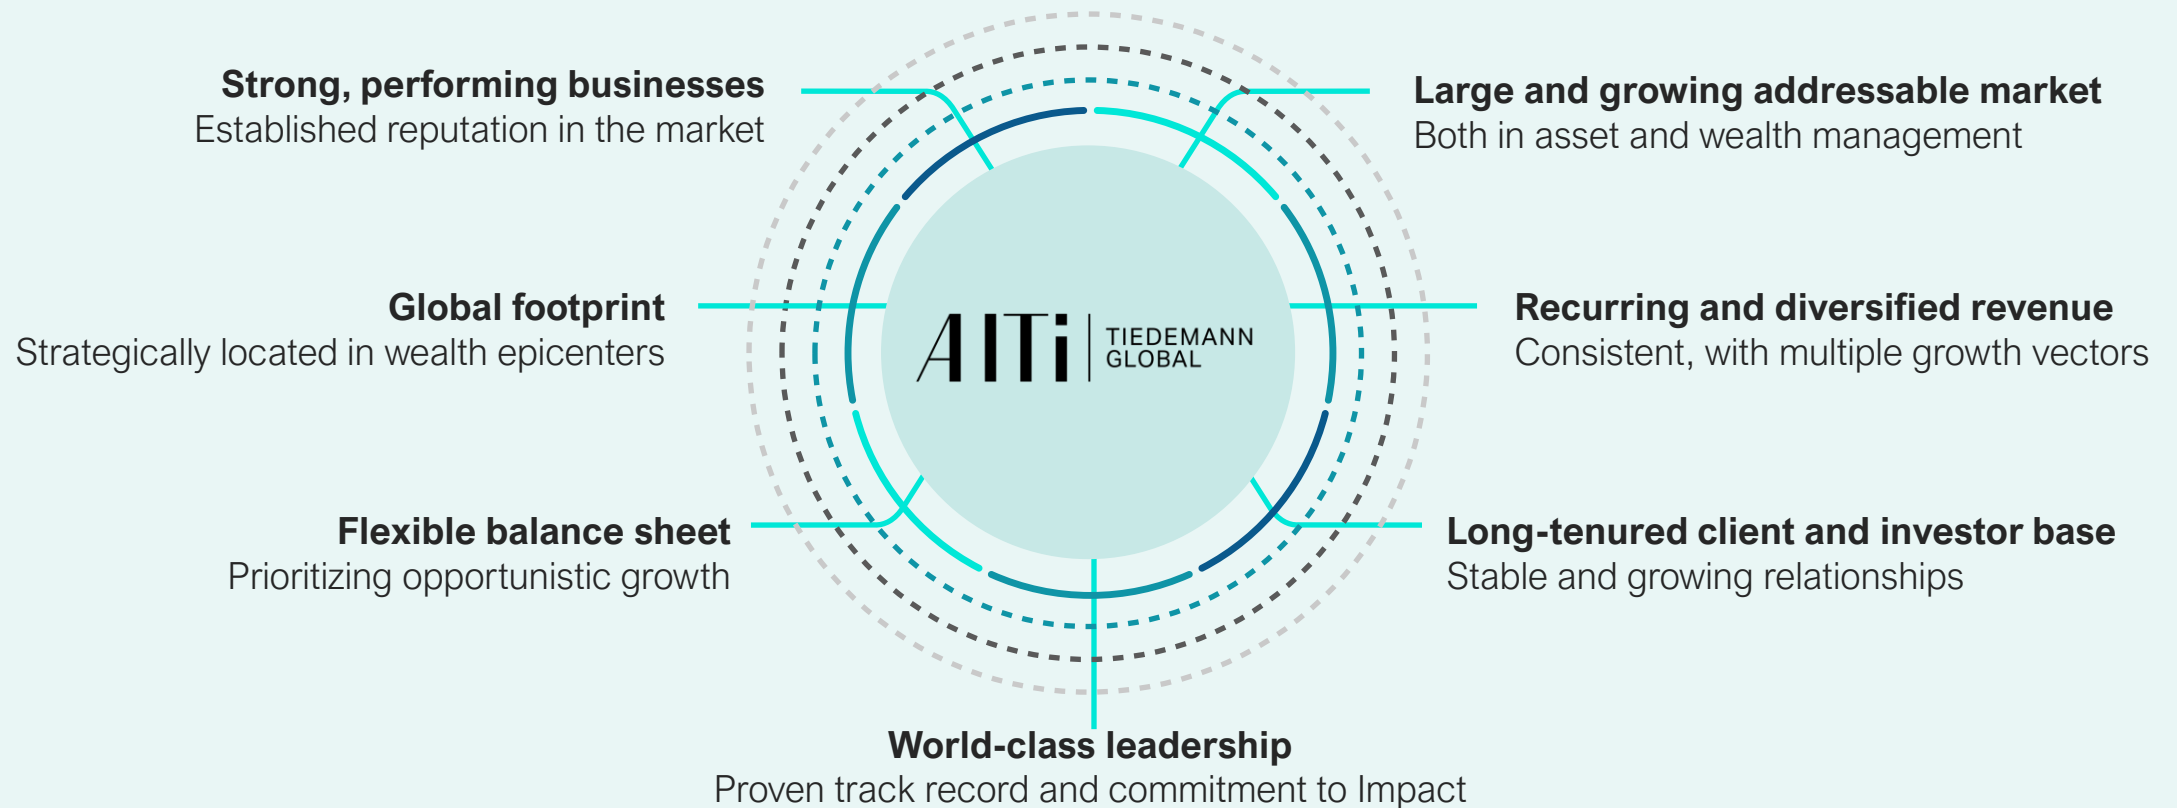 Strong, performing businesses
Established reputation in the market
Large and growing addressable market
Both in asset and wealth management
Global footprint
Strategically located in wealth epicenters
AlTi
TIEDEMANN
GLOBAL
Recurring and diversified revenue
Consistent, with multiple growth vectors
Flexible balance sheet
Prioritizing opportunistic growth
Long-tenured client and investor base
Stable and growing relationships
World-class leadership
Proven track record and commitment to Impact